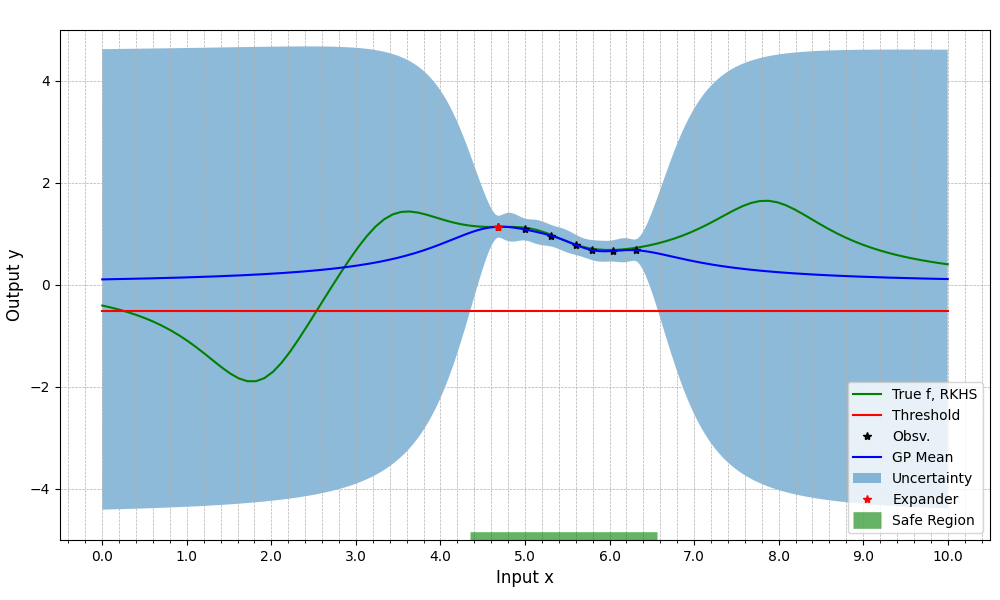 4
2
0
−2
−4
Output y
True f, RKHS
Threshold
Obsv.
GP Mean
Uncertainty
Expander
Safe Region
0.0 1.0 2.0 3.0 4.0 5.0 6.0 7.0 8.0 9.0 10.0
Input x